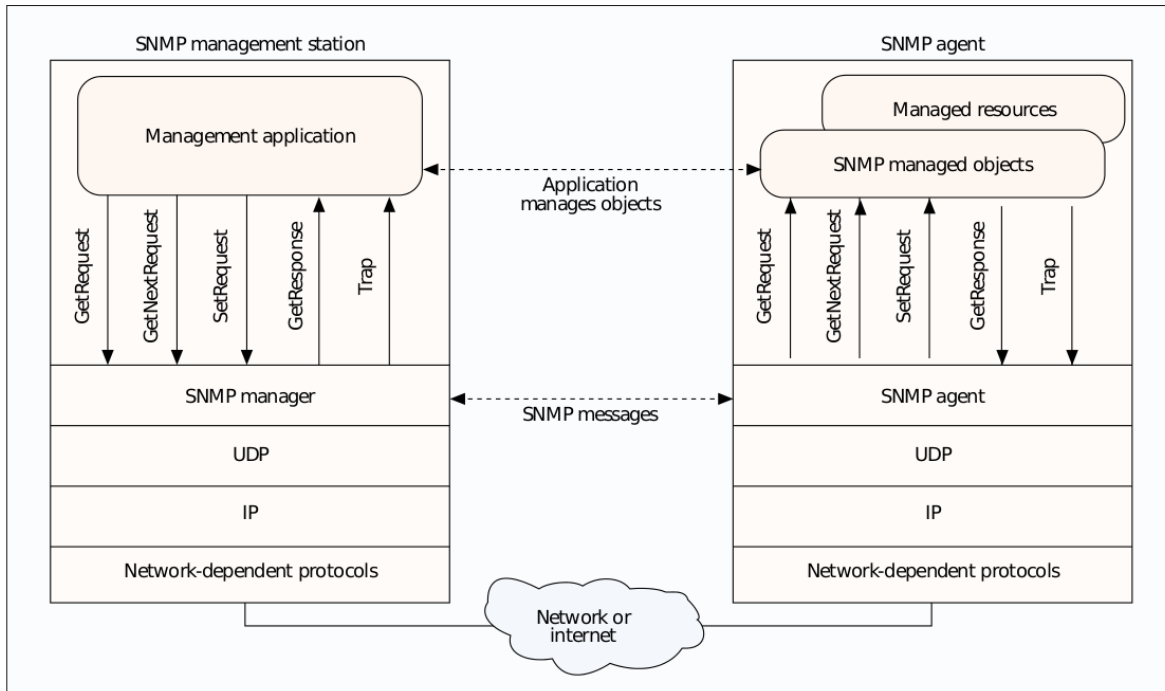 SNMP management station
Management application
GetRequest
GetNextRequest
SetRequest
GetResponse
Trap
SNMP manager
UDP
IP
Network-dependent protocols
Application
manages objects
SNMP messages
Network or
internet
SNMP agent
Managed resources
SNMP managed objects
GetRequest
GetNextRequest
SetRequest
GetResponse
Trap
SNMP agent
UDP
IP
Network-dependent protocols